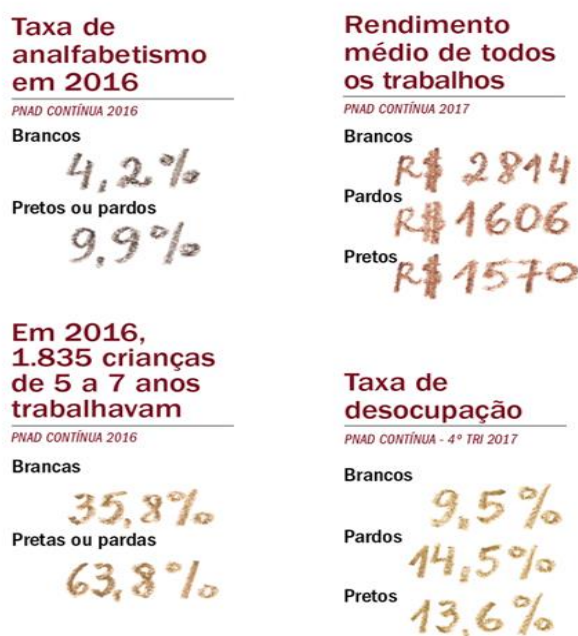 Taxa de
analfabetismo
em 2016
PNAD CONTÍNUA 2016
Brancos
4,2%
Pretos ou pardos
9,9%
Rendimento
médio de todos
os trabalhos
PNAD CONTÍNUA 2017
Brancos
R$ 2814
Pardos
R$ 1606
Pretos
R$ 1570
Em 2016,
1.835 crianças
de 5 a 7 anos
trabalhavam
PNAD CONTÍNUA 2016
Brancas
35,8%
Pretas ou pardas
63,8%
Taxa de
desocupação
PNAD CONTÍNUA - 4º TRI 2017
Brancos
9,5%
Pardos
14,5%
Pretos
13,6%